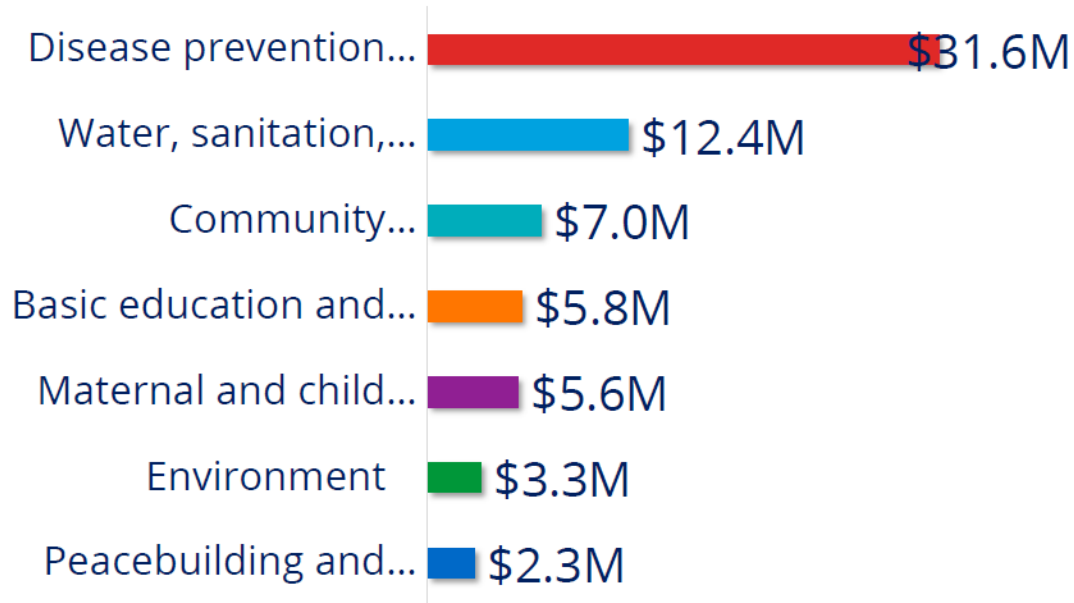 Disease prevention... $31.6M
Water, sanitation,... $12.4M
Community... $7.0M
Basic education and... $5.8M
Maternal and child... $5.6M
Environment $3.3M
Peacebuilding and... $2.3M